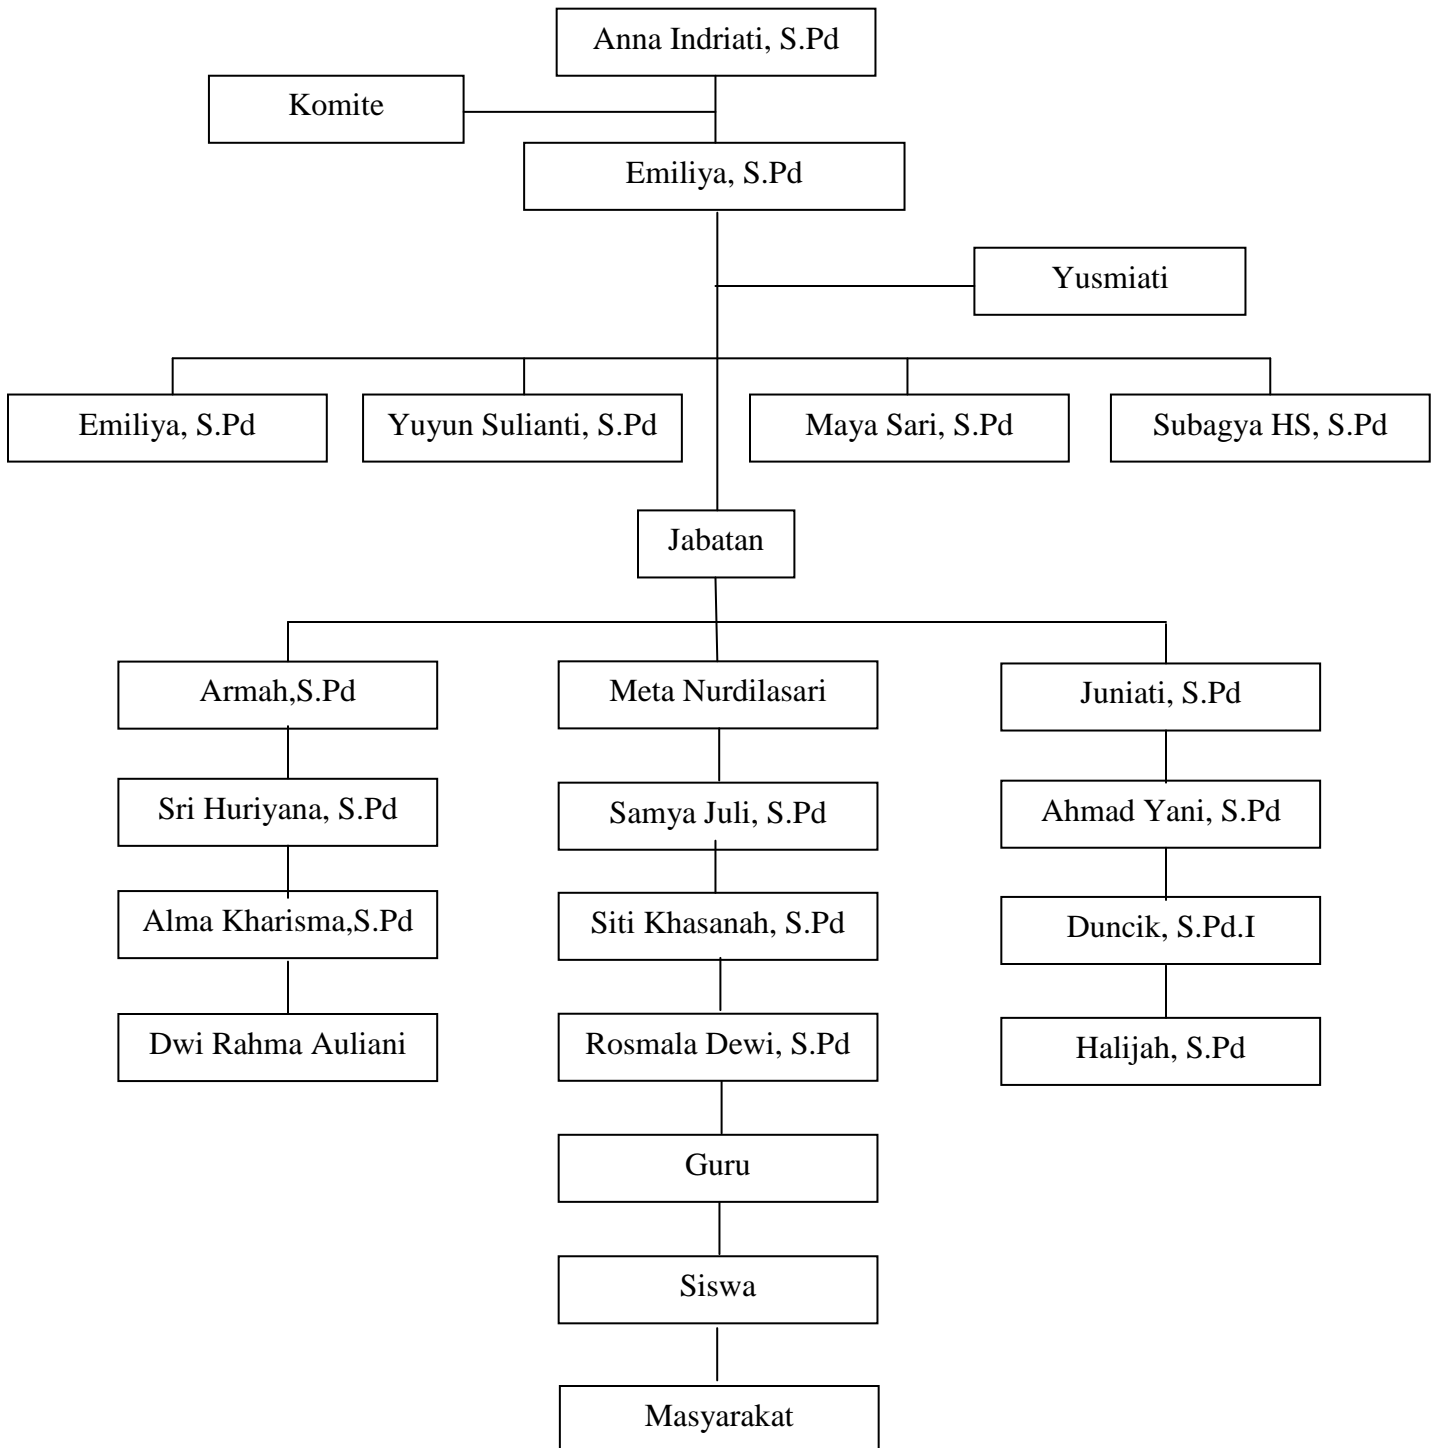 Anna Indriati, S.Pd
Komite
Emiliya, S.Pd
Yusmiati
Emiliya, S.Pd
Yuyun Sulianti, S.Pd
Maya Sari, S.Pd
Subagya HS, S.Pd
Jabatan
Armah,S.Pd
Meta Nurdilasari
Juniati, S.Pd
Sri Huriyana, S.Pd
Samya Juli, S.Pd
Ahmad Yani, S.Pd
Alma Kharisma,S.Pd
Siti Khasanah, S.Pd
Duncik, S.Pd.I
Dwi Rahma Auliani
Rosmala Dewi, S.Pd
Halijah, S.Pd
Guru
Siswa
Masyarakat